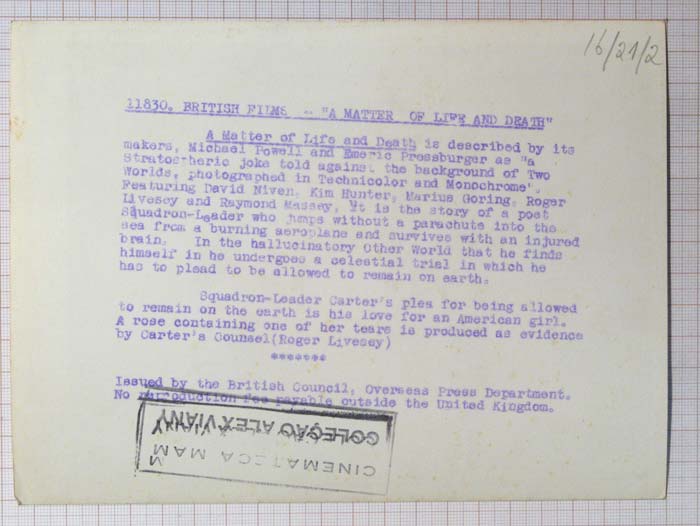 16/21/2
11830. BRITISH FILMS - "A MATTER OF LIFE AND DEATH"
A Matter of Life and Death is described by its
makers, Michael Powell and Emeric Pressburger as "a
Stratospheric joke told against the background of Two
Worlds, photographed in Technicolor and Monochrome'.
Featuring David Niven, Kim Hunter, Marius Goring, Roger
Livesey and Raymond Massey, it is the story of a poet
Squadron-Leader who jumps without a parachute into the
sea from a burning aeroplane and survives with an injured
brain. In the hallucinatory Other World that he finds
himself in he undergoes a celestial trial in which he
has to plead to be allowed to remain on earth.
Squadron-Leader Carter's plea for being allowed
to remain on the earth is his love for an American girl.
A rose containing one of her tears is produced as evidence
by Carter's Counsel(Roger Livesey)
*******
Issued by the British Council, Overseas Press Department.
No reproduction fee payable outside the United Kingdom.
COLEÇÃO ALEX VIANY
CINEMATECA MAM